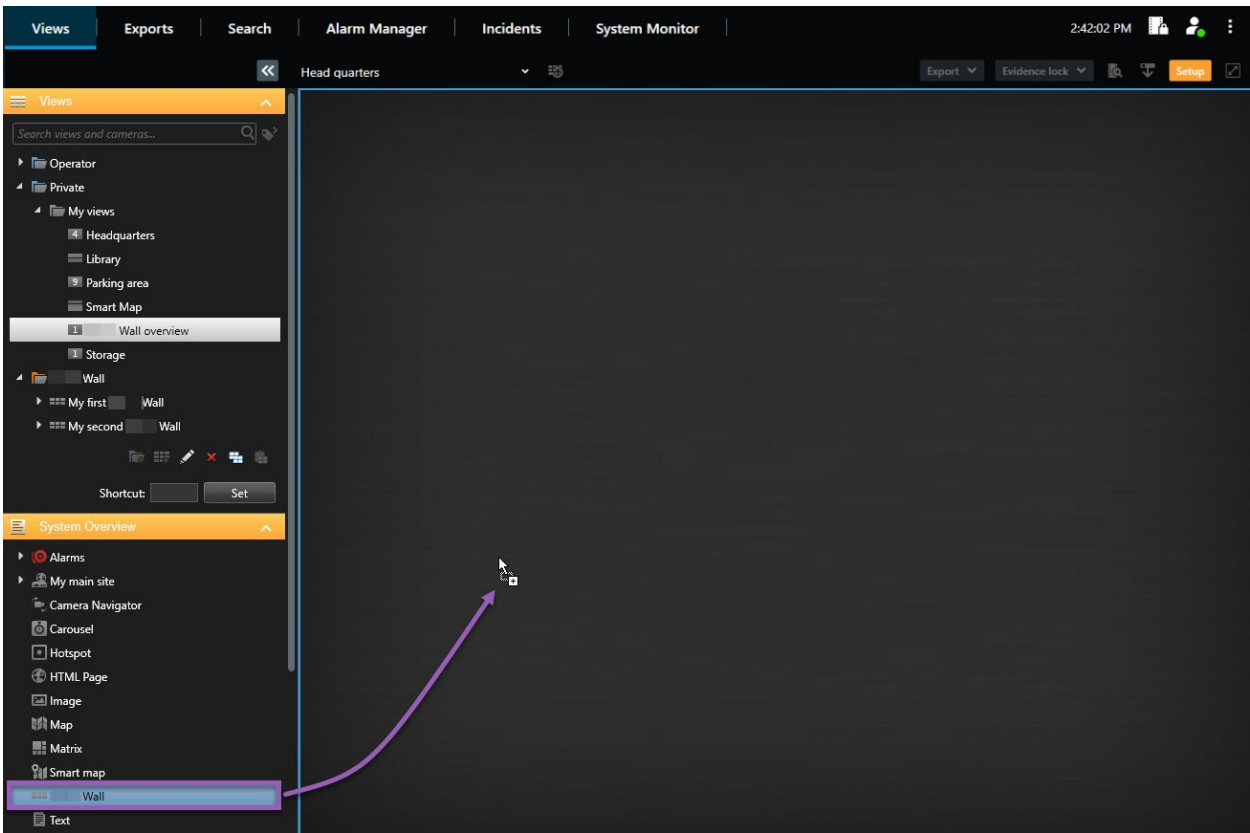 Views Exports Search Alarm Manager Incidents System Monitor 2:42:02 PM
Head quarters Export Evidence lock Setup
Views
Search views and cameras...
Operator
Private
My views
4 Headquarters
Library
9 Parking area
Smart Map
1 Wall overview
1 Storage
Wall
My first Wall
My second Wall
Shortcut: Set
System Overview
Alarms
My main site
Camera Navigator
Carousel
Hotspot
HTML Page
Image
Map
Matrix
Smart map
Wall
Text